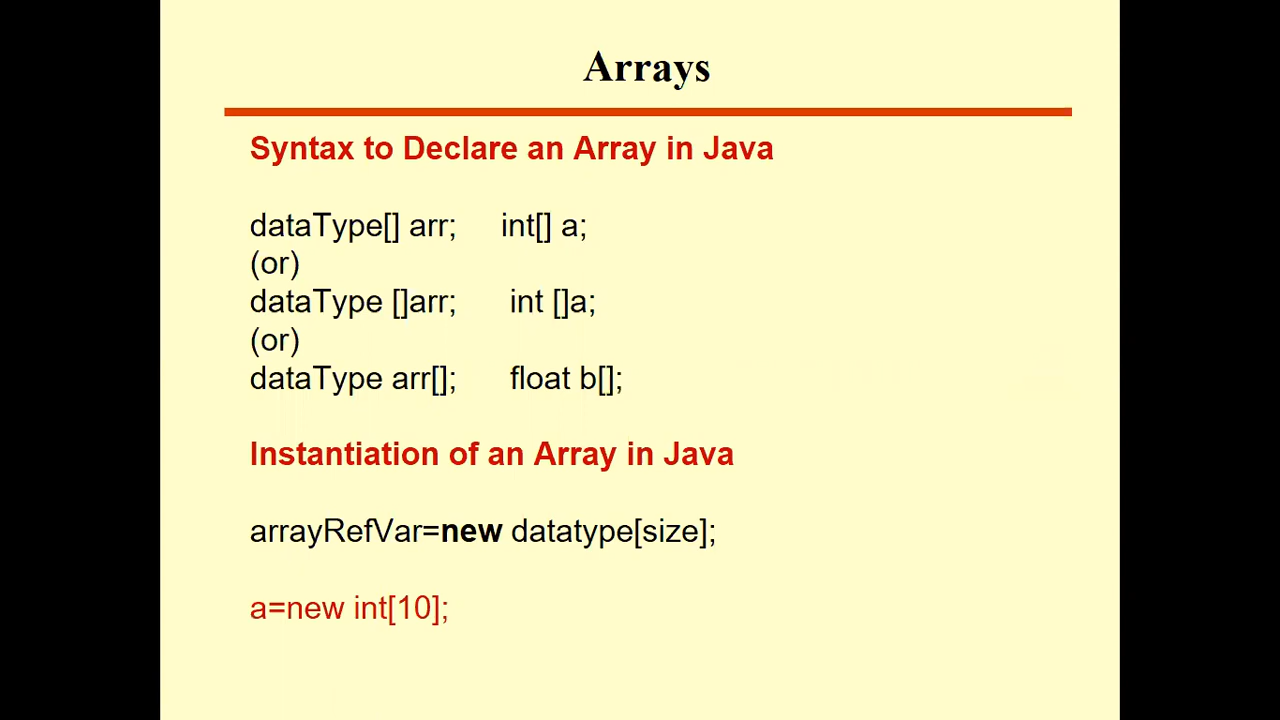 Arrays
Syntax to Declare an Array in Java
dataType[] arr; int[] a;
(or)
dataType []arr; int []a;
(or)
dataType arr[]; float b[];
Instantiation of an Array in Java
arrayRefVar=new datatype[size];
a=new int[10];